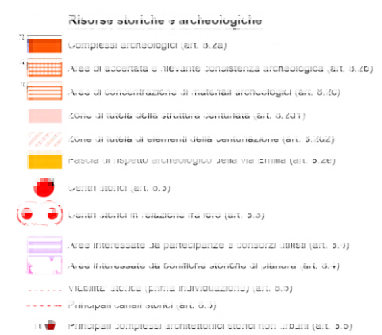 Risorse storiche e archeologiche
Complessi archeologici (art. 8.2a)
Area di accertata e rilevante consistenza archeologica (art. 8.2b)
Aree di concentrazione di materiali archeologici (art. 8.2c)
Zone di tutela della struttura centuriata (art. 8.2d1)
Zone di tutela di elementi della centuriazione (art. 8.2d2)
Fascia di rispetto archeologico della via Emilia (art. 8.2e)
Centri storici (art. 8.3)
Centri storici in relazione fra loro (art. 8.3)
Aree interessate da partecipanze e consorzi utilisti (art. 8.4)
Aree interessate da bonifiche storiche di pianura (art. 8.4)
Viabilità storica (prima individuazione) (art. 8.5)
Principali canali storici (art. 8.5)
Principali complessi architettonici storici non urbani (art. 8.5)